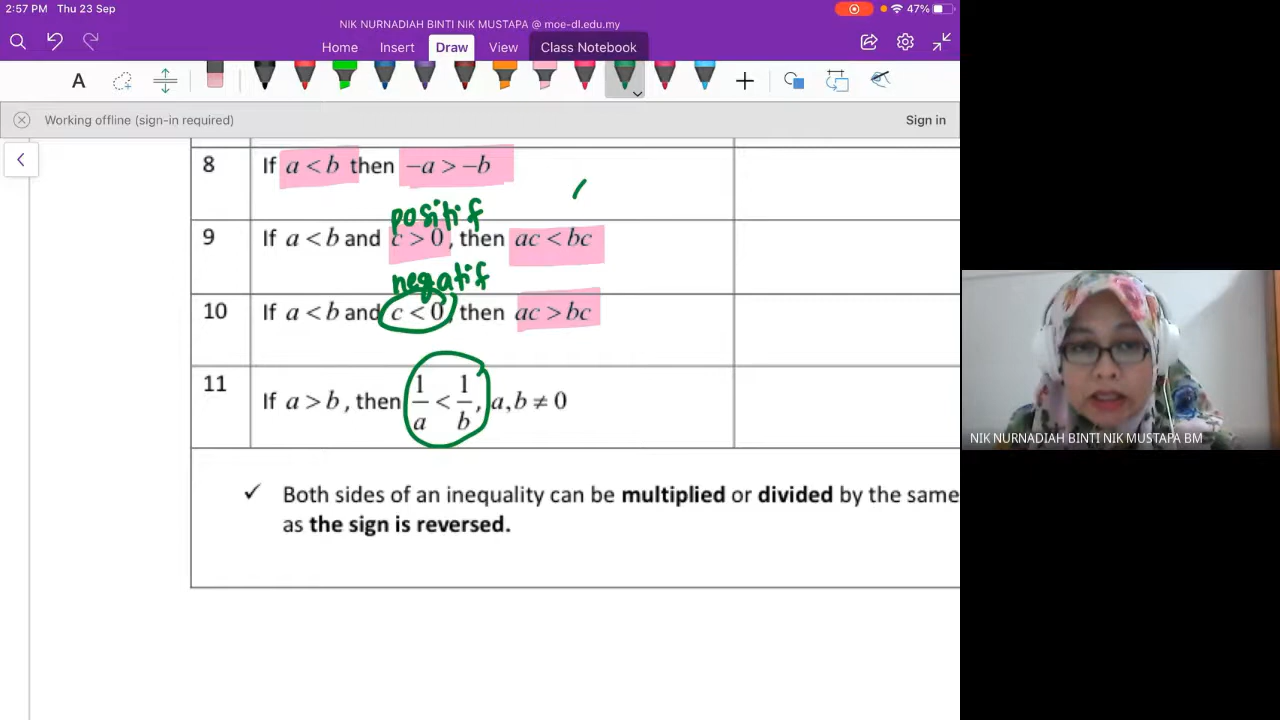 2:57 PM Thu 23 Sep
47%
NIK NURNADIAH BINTI NIK MUSTAPA @ moe-dl.edu.my
Home Insert Draw View Class Notebook
A
Working offline (sign-in required) Sign in
8 If a < b then −a > −b
positif
9 If a < b and c > 0, then ac < bc
negatif
10 If a < b and c < 0, then ac > bc
11 If a > b, then 1/a < 1/b, a, b ≠ 0
✓ Both sides of an inequality can be multiplied or divided by the same
as the sign is reversed.
NIK NURNADIAH BINTI NIK MUSTAPA BM